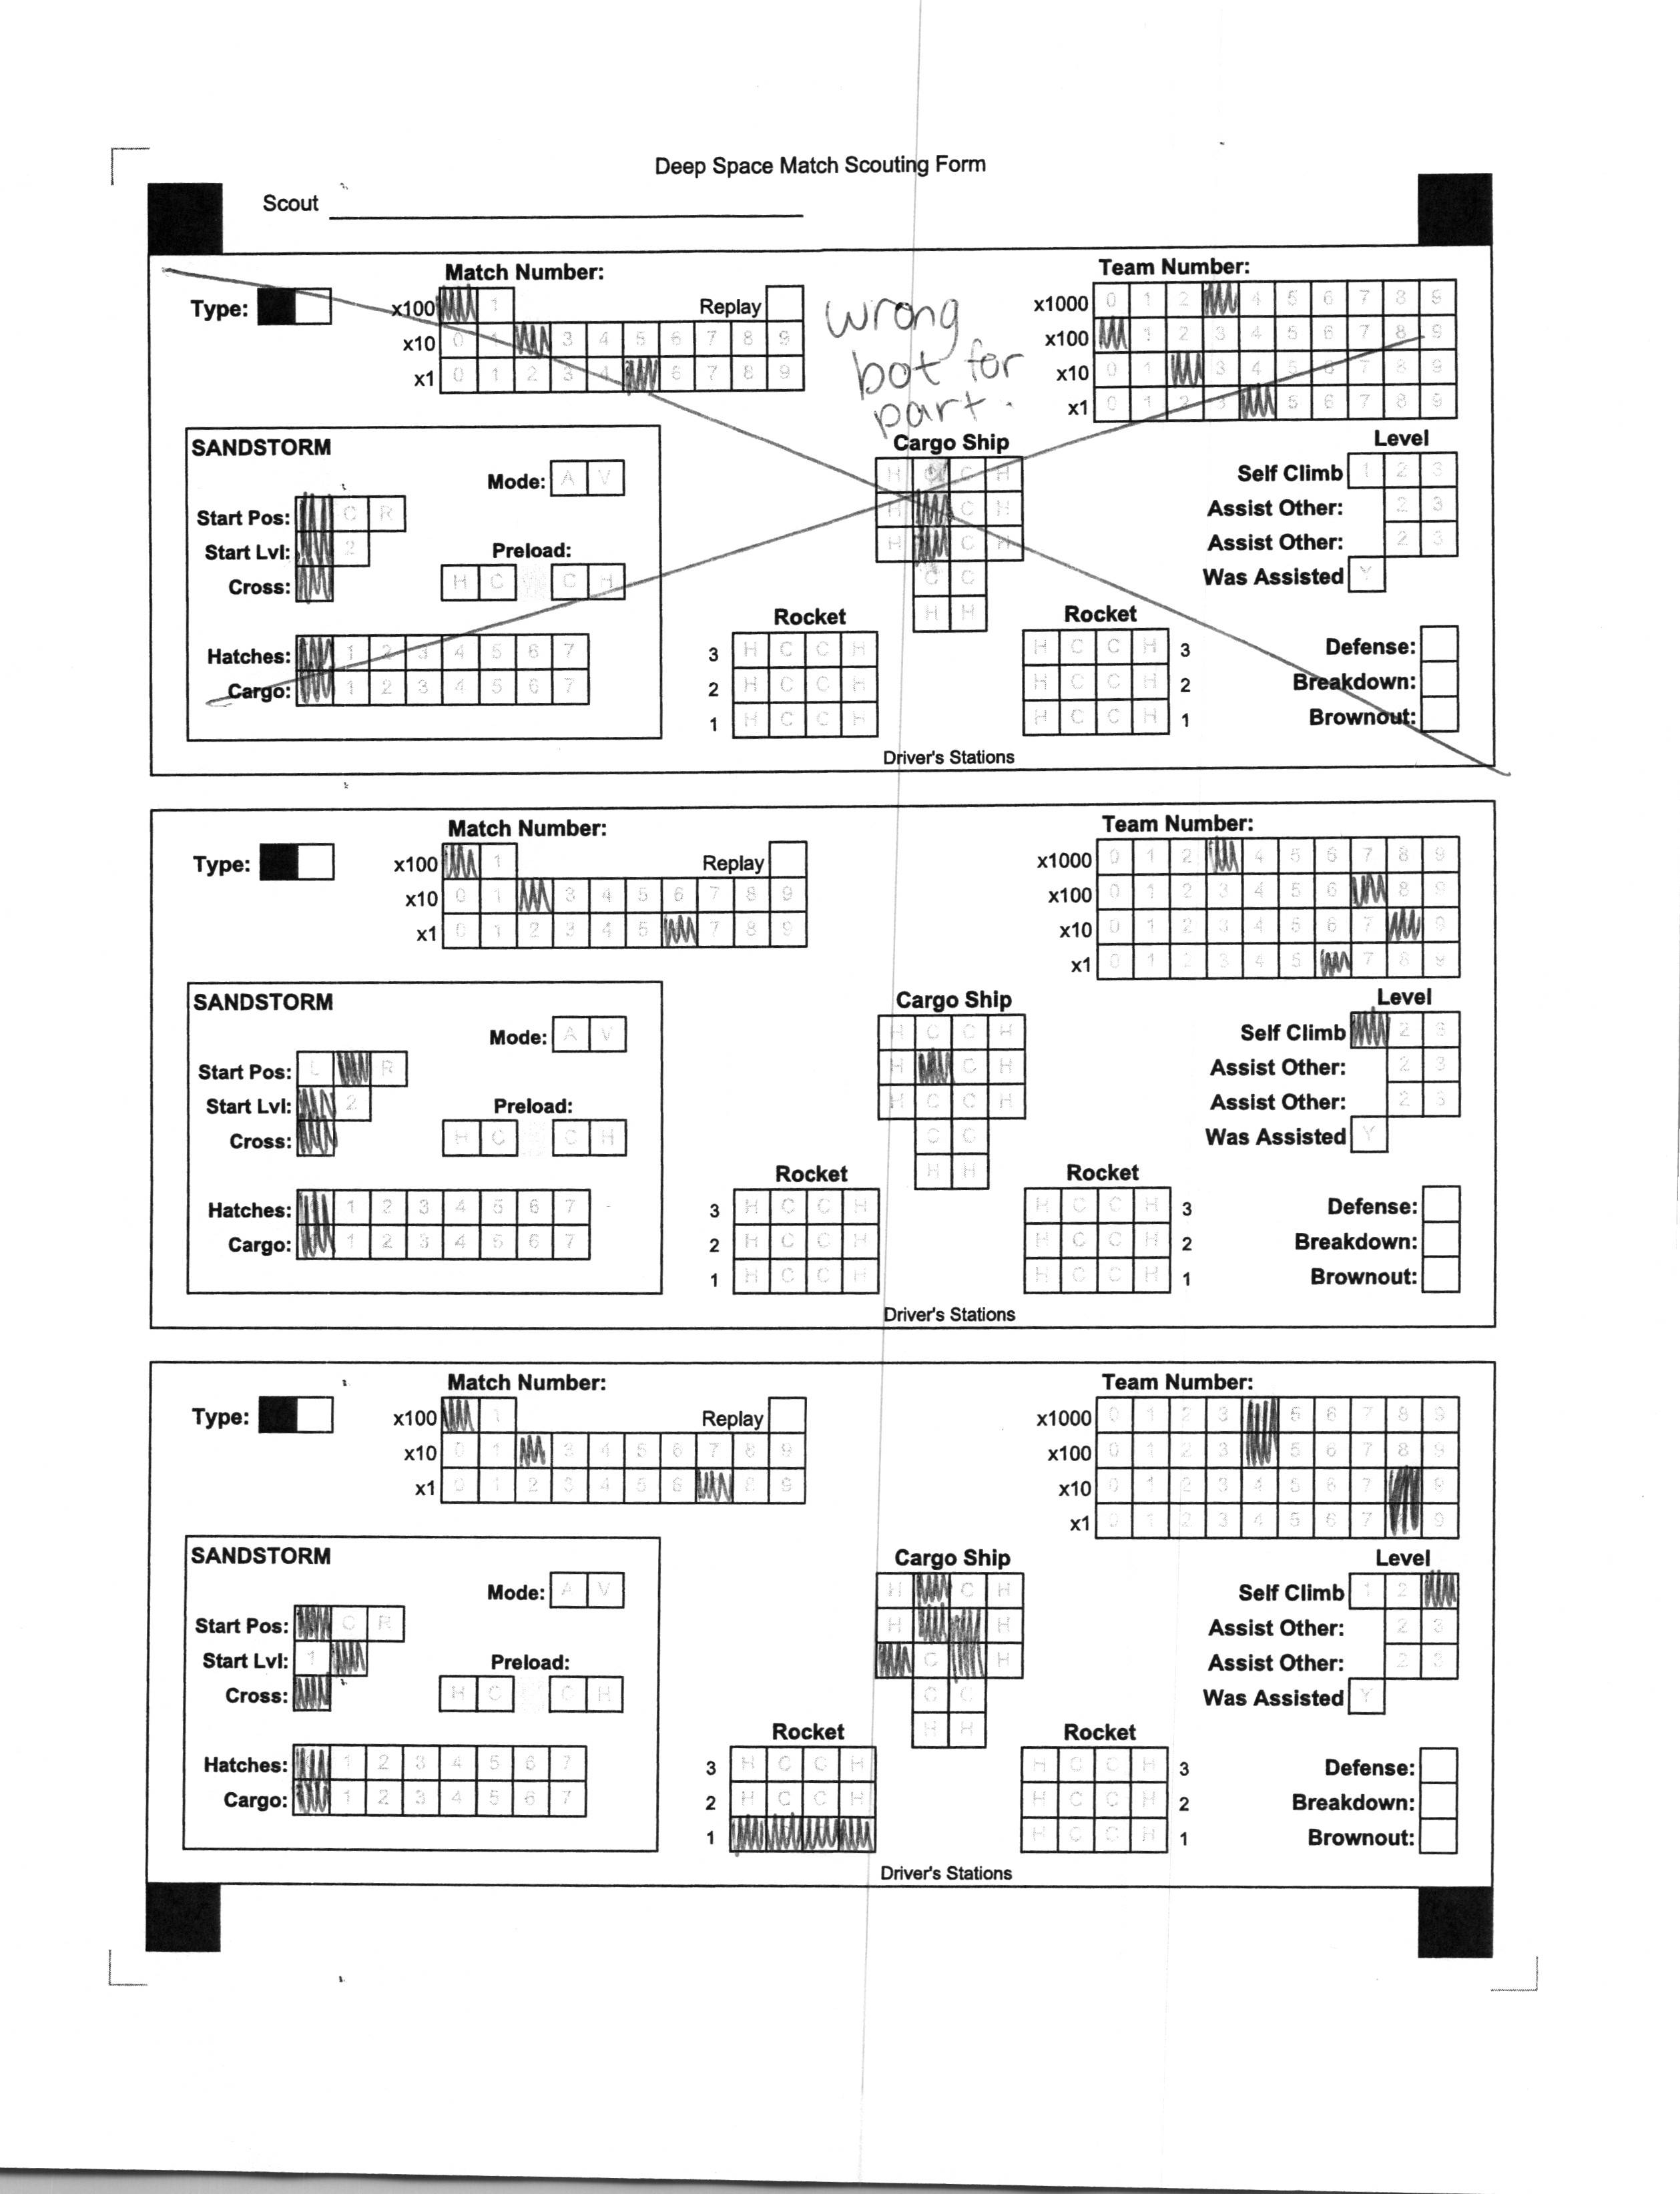 Deep Space Match Scouting Form
Scout
Match Number:
Team Number:
Type:
x100 1
Replay
x10 0 1 3 4 5 6 7 8 9
x1 0 1 2 3 4 6 7 8 9
wrong
bot for
part.
x1000 0 1 2 4 5 6 7 8 9
x100 1 2 3 4 5 6 7 8 9
x10 0 1 3 4 5 6 7 8 9
x1 0 1 2 3 5 6 7 8 9
SANDSTORM
Mode: A V
Start Pos: C R
Start Lvl: 2
Preload:
Cross:
H C C H
Hatches: 1 2 3 4 5 6 7
Cargo: 1 2 3 4 5 6 7
Cargo Ship
H C H
H C H
H C H
C C
H H
Level
Self Climb 1 2 3
Assist Other: 2 3
Assist Other: 2 3
Was Assisted Y
Rocket
3 H C C H
2 H C C H
1 H C C H
Rocket
H C C H 3
H C C H 2
H C C H 1
Defense:
Breakdown:
Brownout:
Driver's Stations
Match Number:
Team Number:
Type:
x100 1
Replay
x10 0 1 3 4 5 6 7 8 9
x1 0 1 2 3 4 5 7 8 9
x1000 0 1 2 4 5 6 7 8 9
x100 0 1 2 3 4 5 6 8 9
x10 0 1 2 3 4 5 6 7 9
x1 0 1 2 3 4 5 7 8 9
SANDSTORM
Mode: A V
Start Pos: L R
Start Lvl: 2
Preload:
Cross:
H C C H
Hatches: 1 2 3 4 5 6 7
Cargo: 1 2 3 4 5 6 7
Cargo Ship
H C C H
H C H
H C C H
C C
H H
Level
Self Climb 2 3
Assist Other: 2 3
Assist Other: 2 3
Was Assisted Y
Rocket
3 H C C H
2 H C C H
1 H C C H
Rocket
H C C H 3
H C C H 2
H C C H 1
Defense:
Breakdown:
Brownout:
Driver's Stations
Match Number:
Team Number:
Type:
x100 1
Replay
x10 0 1 3 4 5 6 7 8 9
x1 0 1 2 3 4 5 6 8 9
x1000 0 1 2 3 5 6 7 8 9
x100 0 1 2 3 5 6 7 8 9
x10 0 1 2 3 4 5 6 7 9
x1 0 1 2 3 4 5 6 7 9
SANDSTORM
Mode: A V
Start Pos: C R
Start Lvl: 1
Preload:
Cross:
H C C H
Hatches: 1 2 3 4 5 6 7
Cargo: 1 2 3 4 5 6 7
Cargo Ship
H C H
H H
C H
C C
H H
Level
Self Climb 1 2
Assist Other: 2 3
Assist Other: 2 3
Was Assisted Y
Rocket
3 H C C H
2 H C C H
1
Rocket
H C C H 3
H C C H 2
H C C H 1
Defense:
Breakdown:
Brownout:
Driver's Stations